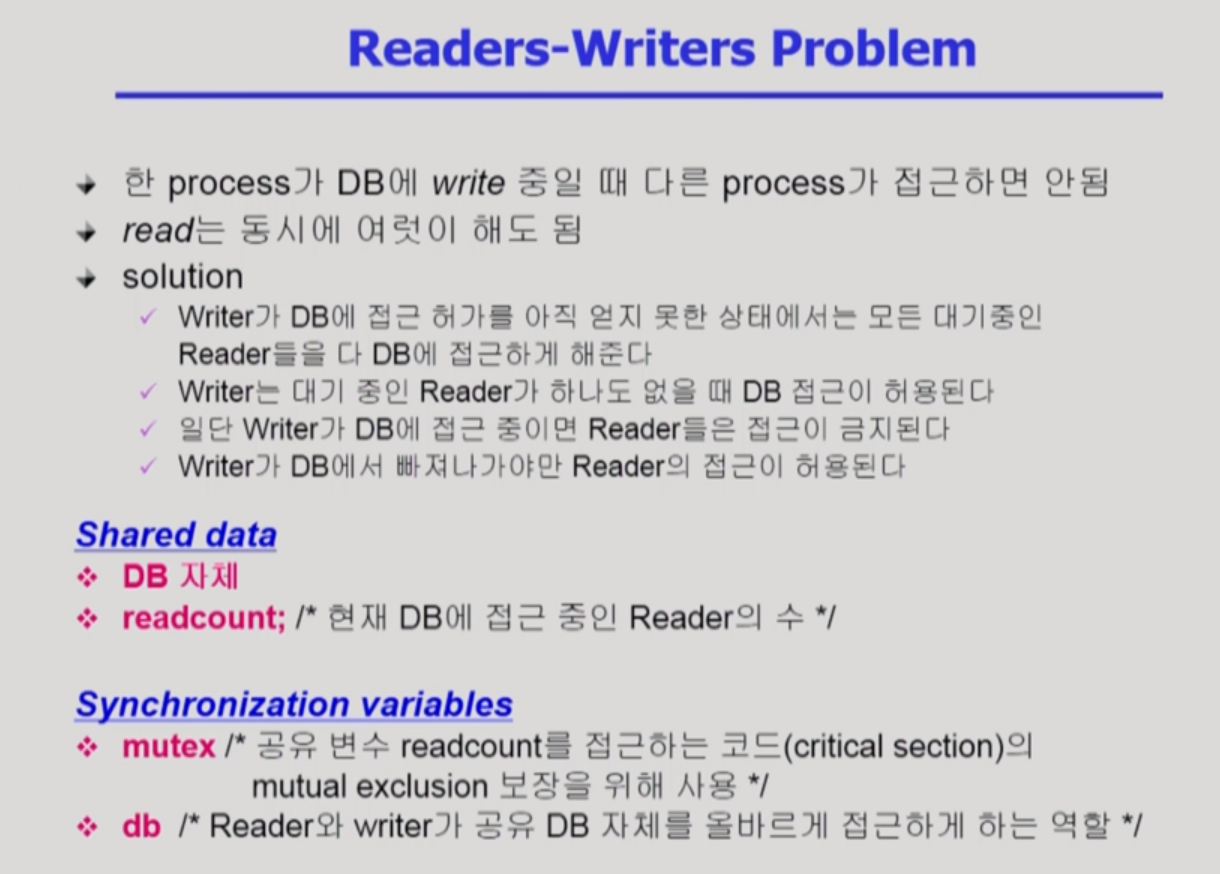 Readers-Writers Problem
한 process가 DB에 write 중일 때 다른 process가 접근하면 안됨
read는 동시에 여럿이 해도 됨
solution
Writer가 DB에 접근 허가를 아직 얻지 못한 상태에서는 모든 대기중인
Reader들을 다 DB에 접근하게 해준다
Writer는 대기 중인 Reader가 하나도 없을 때 DB 접근이 허용된다
일단 Writer가 DB에 접근 중이면 Reader들은 접근이 금지된다
Writer가 DB에서 빠져나가야만 Reader의 접근이 허용된다
Shared data
DB 자체
readcount; /* 현재 DB에 접근 중인 Reader의 수 */
Synchronization variables
mutex /* 공유 변수 readcount를 접근하는 코드(critical section)의
mutual exclusion 보장을 위해 사용 */
db /* Reader와 writer가 공유 DB 자체를 올바르게 접근하게 하는 역할 */